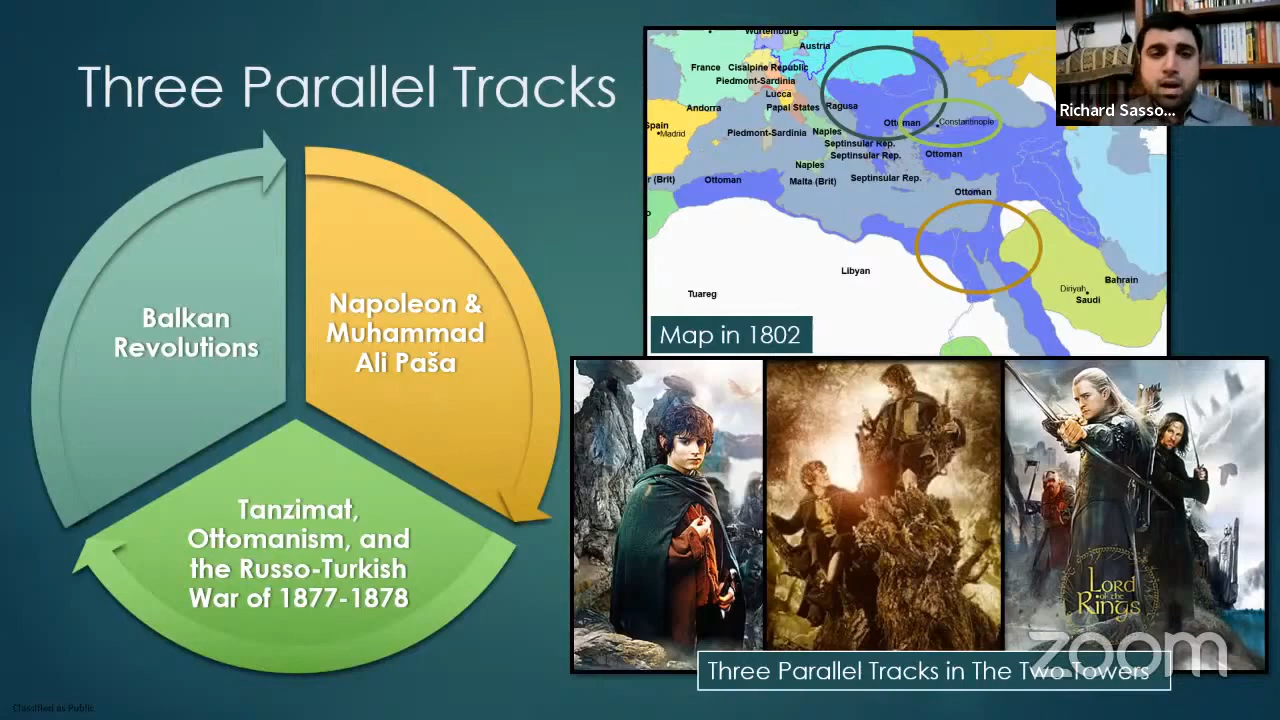 Three Parallel Tracks
Balkan
Revolutions
Napoleon &
Muhammad
Ali Paša
Tanzimat,
Ottomanism, and
the Russo-Turkish
War of 1877-1878
Wurtemburg
Austria
France
Cisalpine Republic
Piedmont-Sardinia
Lucca
Andorra
Papal States
Ragusa
Spain
Madrid
Piedmont-Sardinia
Naples
Ottoman
Constantinople
Septinsular Rep.
Septinsular Rep.
Ottoman
Naples
r (Brit)
Ottoman
Malta (Brit)
Septinsular Rep.
Ottoman
Libyan
Tuareg
Diriyah
Saudi
Bahrain
Map in 1802
Richard Sasso...
Lord
of the
Rings
zoom
Three Parallel Tracks in The Two Towers
Classified as Public